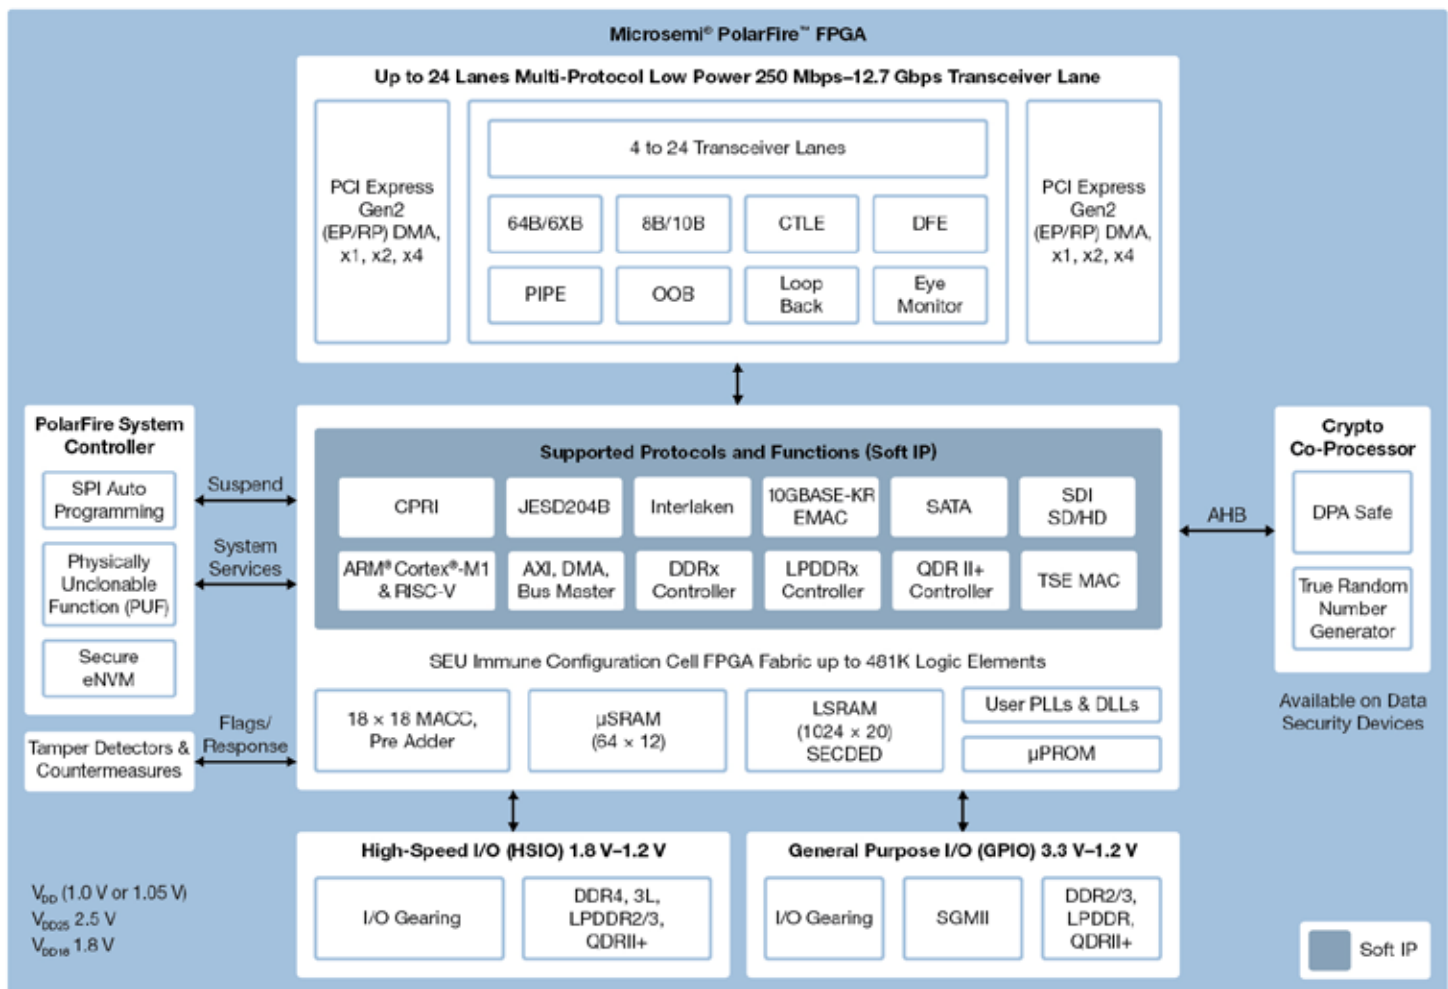 Microsemi® PolarFire™ FPGA
Up to 24 Lanes Multi-Protocol Low Power 250 Mbps–12.7 Gbps Transceiver Lane
PCI Express
Gen2
(EP/RP) DMA,
x1, x2, x4
4 to 24 Transceiver Lanes
64B/6XB
8B/10B
CTLE
DFE
PIPE
OOB
Loop
Back
Eye
Monitor
PCI Express
Gen2
(EP/RP) DMA,
x1, x2, x4
PolarFire System
Controller
SPI Auto
Programming
Physically
Unclonable
Function (PUF)
Secure
eNVM
Tamper Detectors &
Countermeasures
Suspend
System
Services
Flags/
Response
Supported Protocols and Functions (Soft IP)
CPRI
JESD204B
Interlaken
10GBASE-KR
EMAC
SATA
SDI
SD/HD
ARM® Cortex®-M1
& RISC-V
AXI, DMA,
Bus Master
DDRx
Controller
LPDDRx
Controller
QDR II+
Controller
TSE MAC
SEU Immune Configuration Cell FPGA Fabric up to 481K Logic Elements
18 × 18 MACC,
Pre Adder
µSRAM
(64 × 12)
LSRAM
(1024 × 20)
SECDED
User PLLs & DLLs
µPROM
AHB
Crypto
Co-Processor
DPA Safe
True Random
Number
Generator
Available on Data
Security Devices
High-Speed I/O (HSIO) 1.8 V–1.2 V
I/O Gearing
DDR4, 3L,
LPDDR2/3,
QDRII+
General Purpose I/O (GPIO) 3.3 V–1.2 V
I/O Gearing
SGMII
DDR2/3,
LPDDR,
QDRII+
VDD (1.0 V or 1.05 V)
VDD25 2.5 V
VDD18 1.8 V
Soft IP